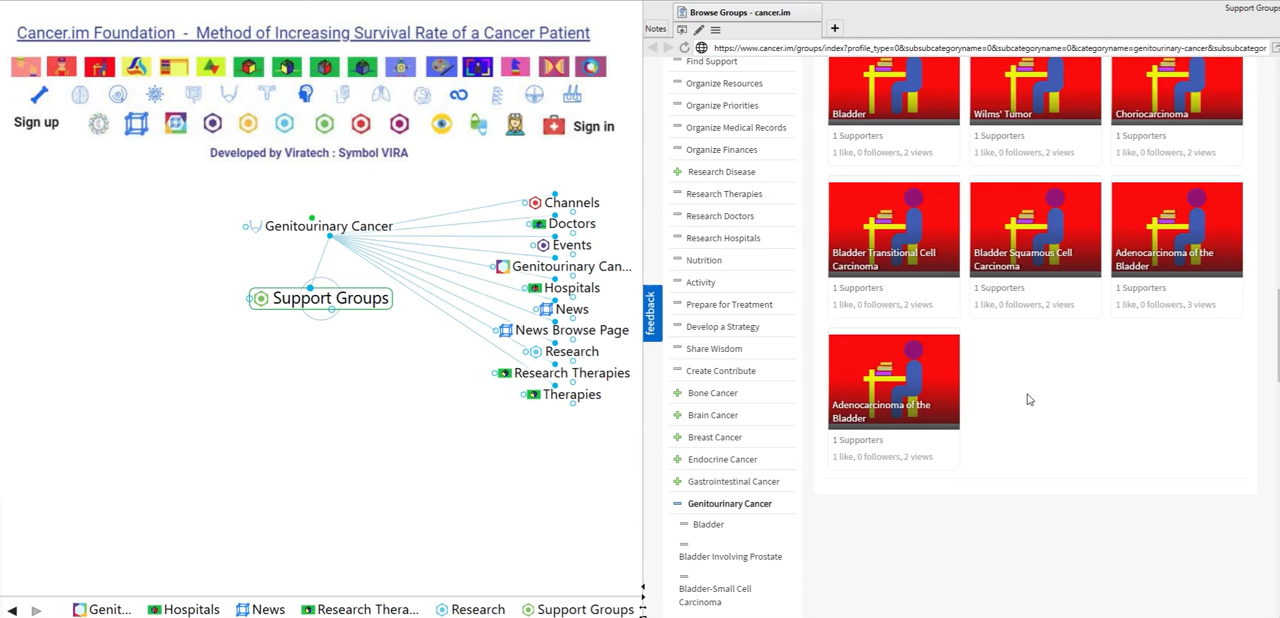 Cancer.im Foundation - Method of Increasing Survival Rate of a Cancer Patient
Sign up
Sign in
Developed by Viratech : Symbol VIRA
Genitourinary Cancer
Support Groups
Channels
Doctors
Events
Genitourinary Can...
Hospitals
News
News Browse Page
Research
Research Therapies
Therapies
Genit...
Hospitals
News
Research Thera...
Research
Support Groups
Browse Groups - cancer.im
Support Groups
Notes
https://www.cancer.im/groups/index?profile_type=0&subsubcategoryname=0&subcategoryname=0&categoryname=genitourinary-cancer&subsubcategor
feedback
Find Support
Organize Resources
Organize Priorities
Organize Medical Records
Organize Finances
Research Disease
Research Therapies
Research Doctors
Research Hospitals
Nutrition
Activity
Prepare for Treatment
Develop a Strategy
Share Wisdom
Create Contribute
Bone Cancer
Brain Cancer
Breast Cancer
Endocrine Cancer
Gastrointestinal Cancer
Genitourinary Cancer
Bladder
Bladder Involving Prostate
Bladder-Small Cell
Carcinoma
Bladder
1 Supporters
1 like, 0 followers, 2 views
Wilms' Tumor
1 Supporters
1 like, 0 followers, 2 views
Choriocarcinoma
1 Supporters
1 like, 0 followers, 2 views
Bladder Transitional Cell
Carcinoma
1 Supporters
1 like, 0 followers, 2 views
Bladder Squamous Cell
Carcinoma
1 Supporters
1 like, 0 followers, 2 views
Adenocarcinoma of the
Bladder
1 Supporters
1 like, 0 followers, 3 views
Adenocarcinoma of the
Bladder
1 Supporters
1 like, 0 followers, 2 views